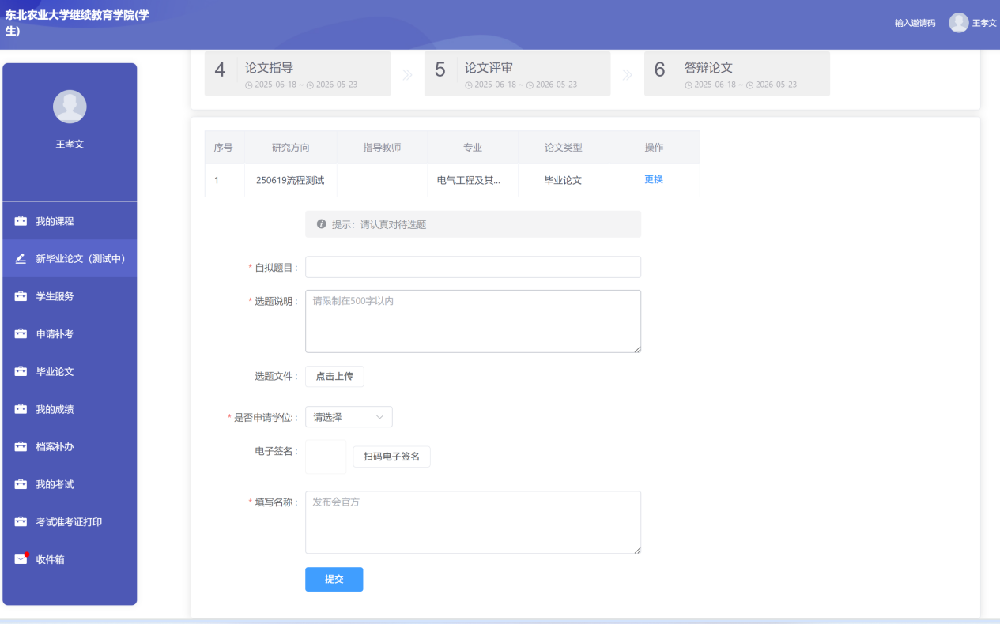 东北农业大学继续教育学院(学
生)
输入邀请码
王孝文
王孝文
我的课程
新毕业论文（测试中）
学生服务
申请补考
毕业论文
我的成绩
档案补办
我的考试
考试准考证打印
收件箱
4 论文指导
2025-06-18 ~ 2026-05-23
5 论文评审
2025-06-18 ~ 2026-05-23
6 答辩论文
2025-06-18 ~ 2026-05-23
序号 研究方向 指导教师 专业 论文类型 操作
1 250619流程测试 电气工程及其... 毕业论文 更换
提示：请认真对待选题
* 自拟题目：
* 选题说明： 请限制在500字以内
选题文件： 点击上传
* 是否申请学位:： 请选择
电子签名： 扫码电子签名
* 填写名称： 发布会官方
提交